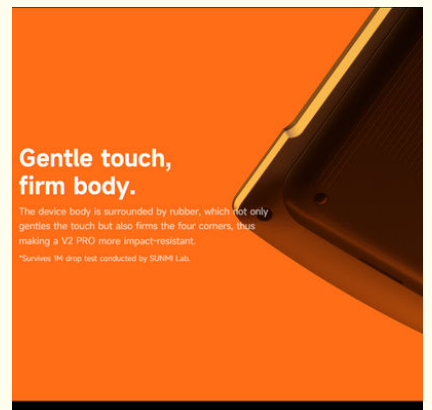 Gentle touch,
firm body.
The device body is surrounded by rubber, which not only
gentles the touch but also firms the four corners, thus
making a V2 PRO more impact-resistant.
*Survives 1M drop test conducted by SUNMI Lab.